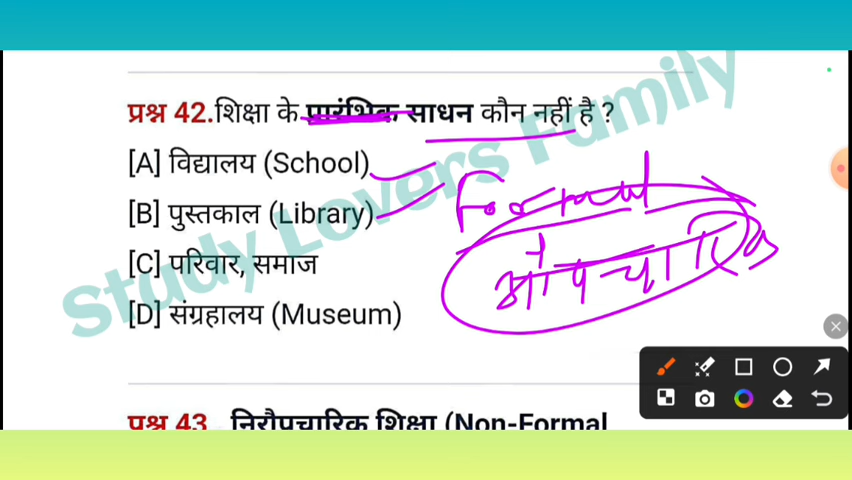 प्रश्न 42.शिक्षा के प्रारंभिक साधन कौन नहीं है ?
[A] विद्यालय (School)
[B] पुस्तकाल (Library)
[C] परिवार, समाज
[D] संग्रहालय (Museum)
Formal
औपचारिक
Study Lovers Family
प्रश्न 43. निरौपचारिक शिक्षा (Non-Formal